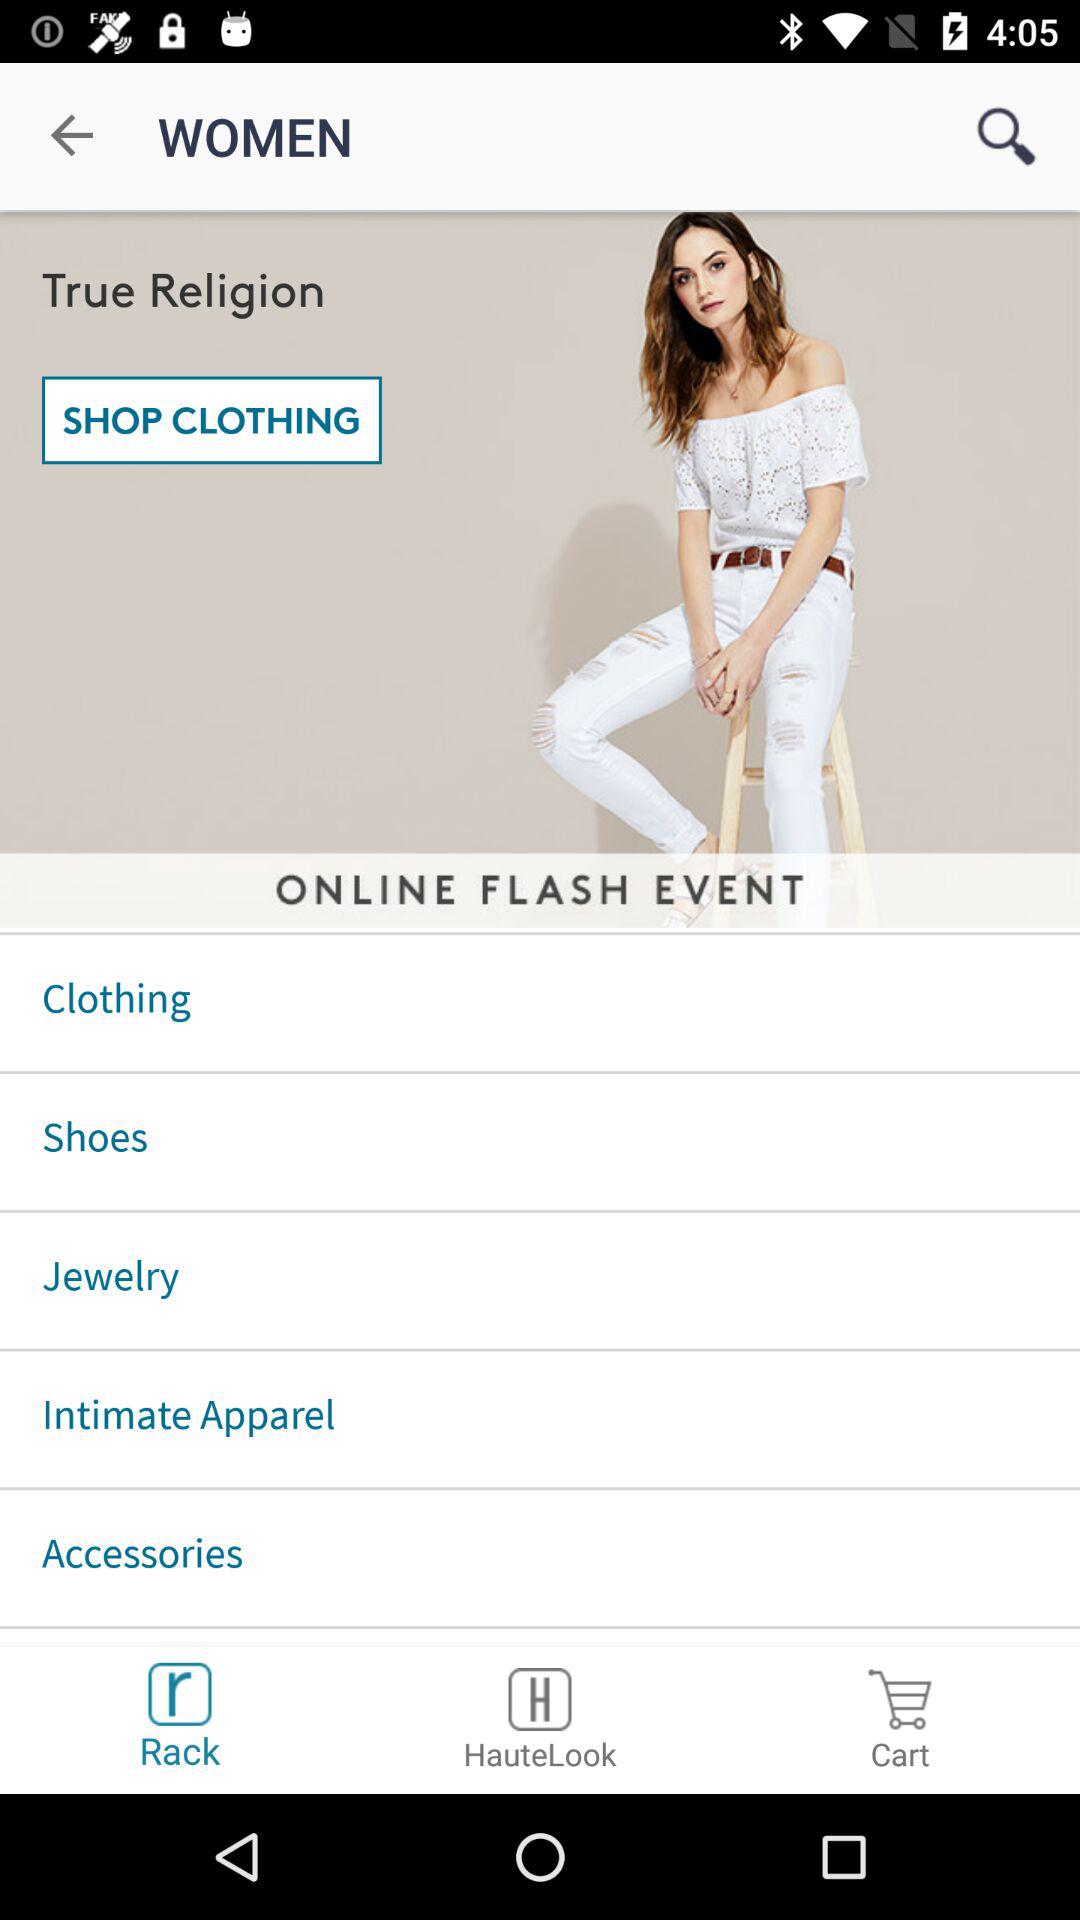 FAKE
4:05
WOMEN
True Religion
SHOP CLOTHING
ONLINE FLASH EVENT
Clothing
Shoes
Jewelry
Intimate Apparel
Accessories
r
H
Rack
HauteLook
Cart